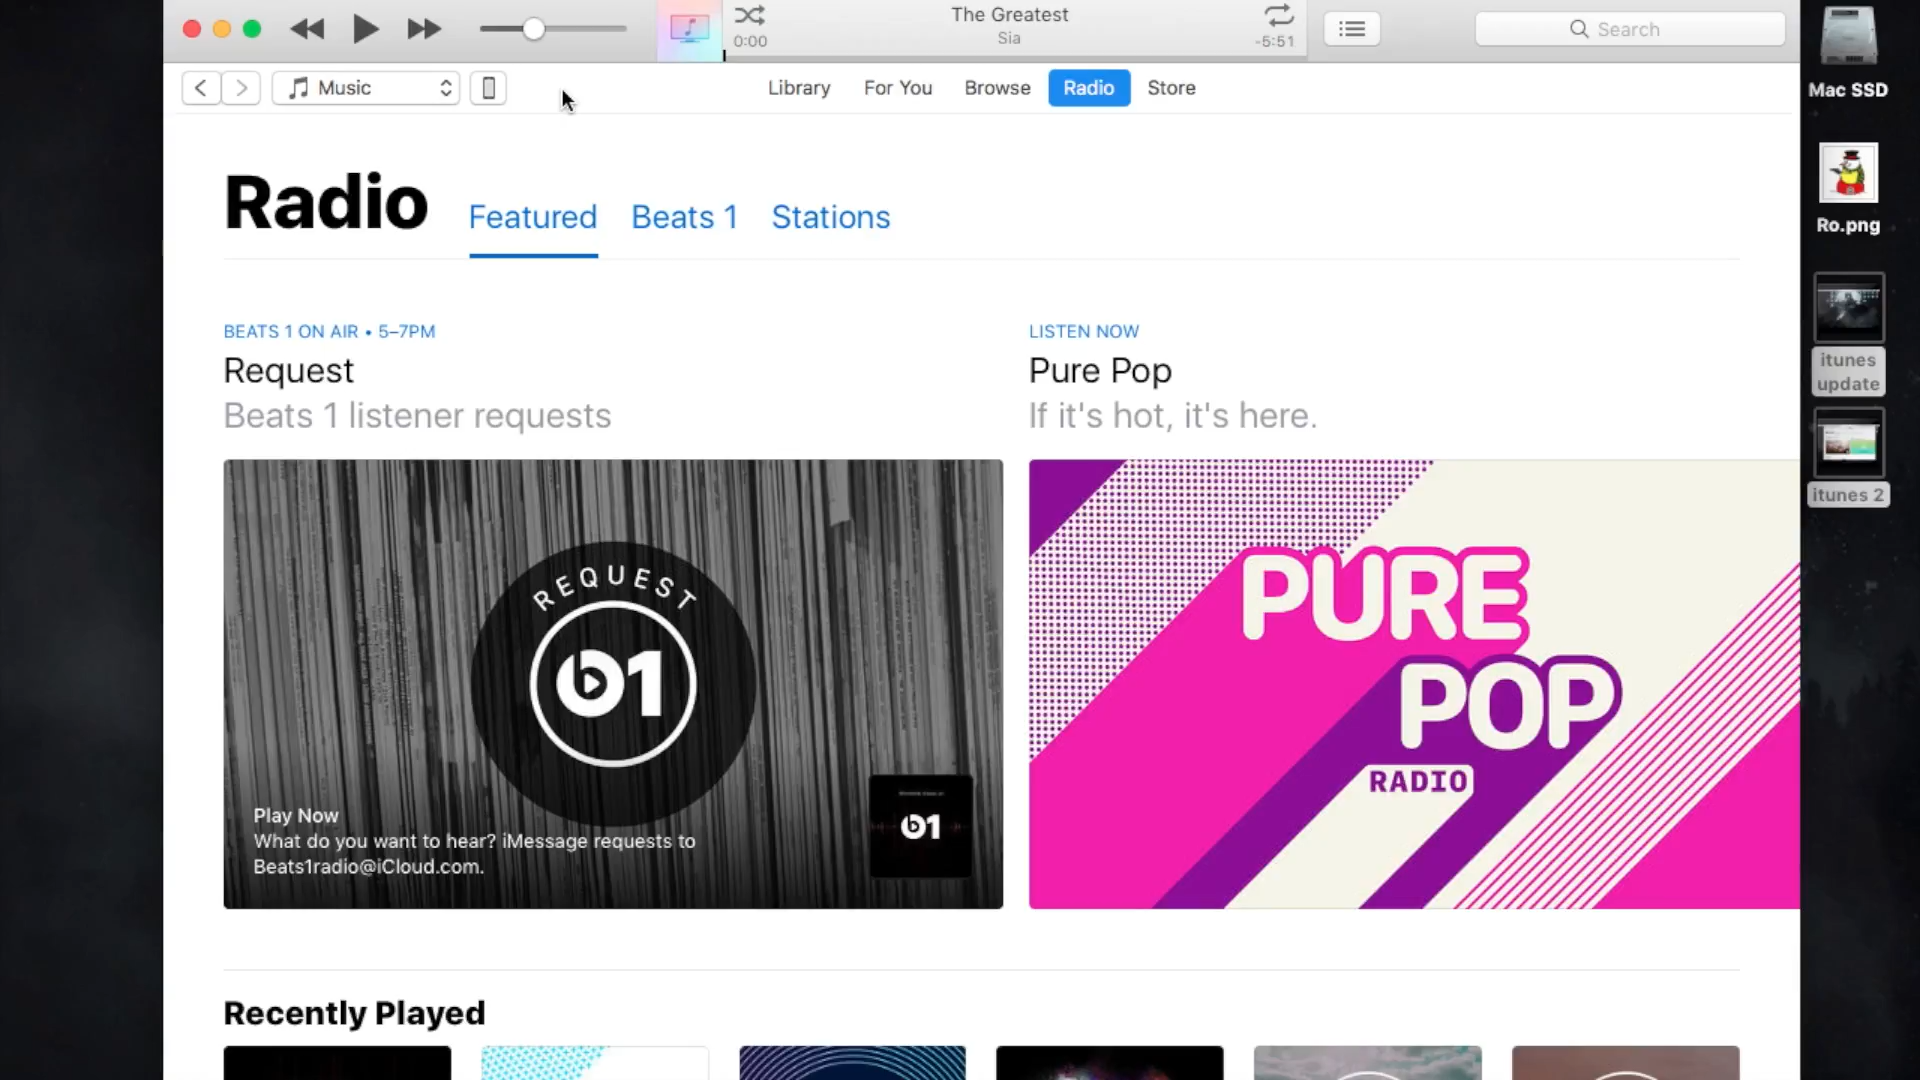 The Greatest
Sia
0:00
-5:51
Search
Music
Library
For You
Browse
Radio
Store
Mac SSD
Ro.png
itunes
update
itunes 2
Radio
Featured
Beats 1
Stations
BEATS 1 ON AIR • 5–7PM
Request
Beats 1 listener requests
LISTEN NOW
Pure Pop
If it's hot, it's here.
REQUEST
b1
Play Now
What do you want to hear? iMessage requests to
Beats1radio@iCloud.com.
b1
PURE
POP
RADIO
Recently Played